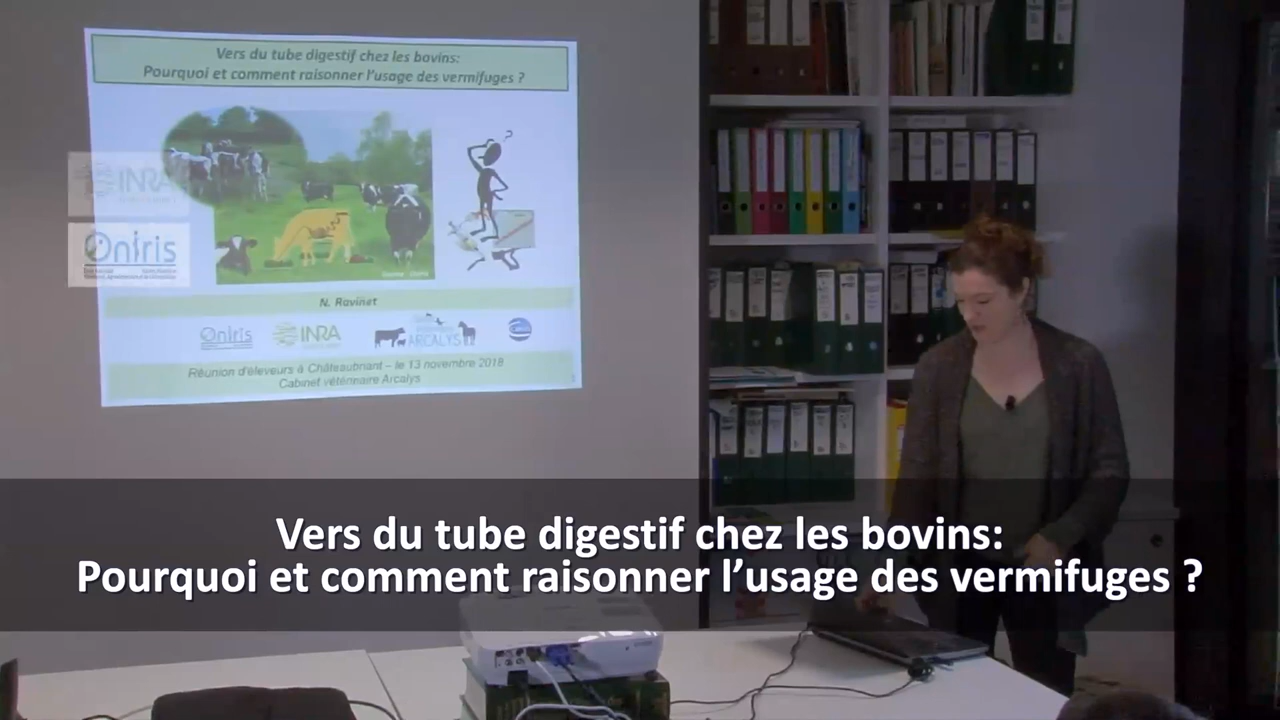 Vers du tube digestif chez les bovins:
Pourquoi et comment raisonner l'usage des vermifuges ?
INRA
Oniris
N. Ravinet
Oniris
INRA
ARCALYS
Réunion d'éleveurs à Châteaubriant – le 13 novembre 2018
Cabinet vétérinaire Arcalys
Vers du tube digestif chez les bovins:
Pourquoi et comment raisonner l’usage des vermifuges ?